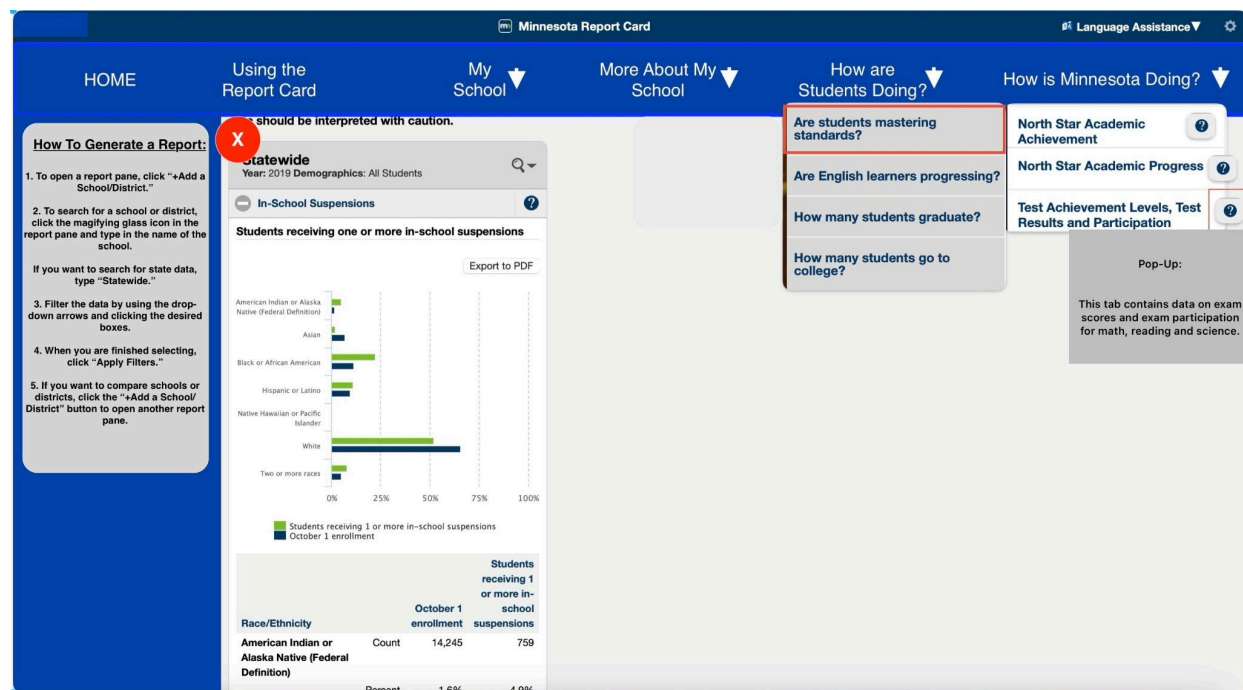 Minnesota Report Card
Language Assistance▼
HOME
Using the
Report Card
My
School
More About My
School
How are
Students Doing?
How is Minnesota Doing?
How To Generate a Report:
1. To open a report pane, click “+Add a
School/District.”
2. To search for a school or district,
click the magifying glass icon in the
report pane and type in the name of the
school.
If you want to search for state data,
type “Statewide.”
3. Filter the data by using the drop-
down arrows and clicking the desired
boxes.
4. When you are finished selecting,
click “Apply Filters.”
5. If you want to compare schools or
districts, click the “+Add a School/
District” button to open another report
pane.
should be interpreted with caution.
X
Statewide
Year: 2019 Demographics: All Students
In-School Suspensions
?
Students receiving one or more in-school suspensions
Export to PDF
American Indian or Alaska
Native (Federal Definition)
Asian
Black or African American
Hispanic or Latino
Native Hawaiian or Pacific
Islander
White
Two or more races
0% 25% 50% 75% 100%
Students receiving 1 or more in-school suspensions
October 1 enrollment
Students
receiving 1
or more in-
October 1 school
Race/Ethnicity enrollment suspensions
American Indian or Count 14,245 759
Alaska Native (Federal
Definition)
Percent 1.6% 4.9%
Are students mastering
standards?
Are English learners progressing?
How many students graduate?
How many students go to
college?
North Star Academic
Achievement
?
North Star Academic Progress
?
Test Achievement Levels, Test
Results and Participation
?
Pop-Up:
This tab contains data on exam
scores and exam participation
for math, reading and science.